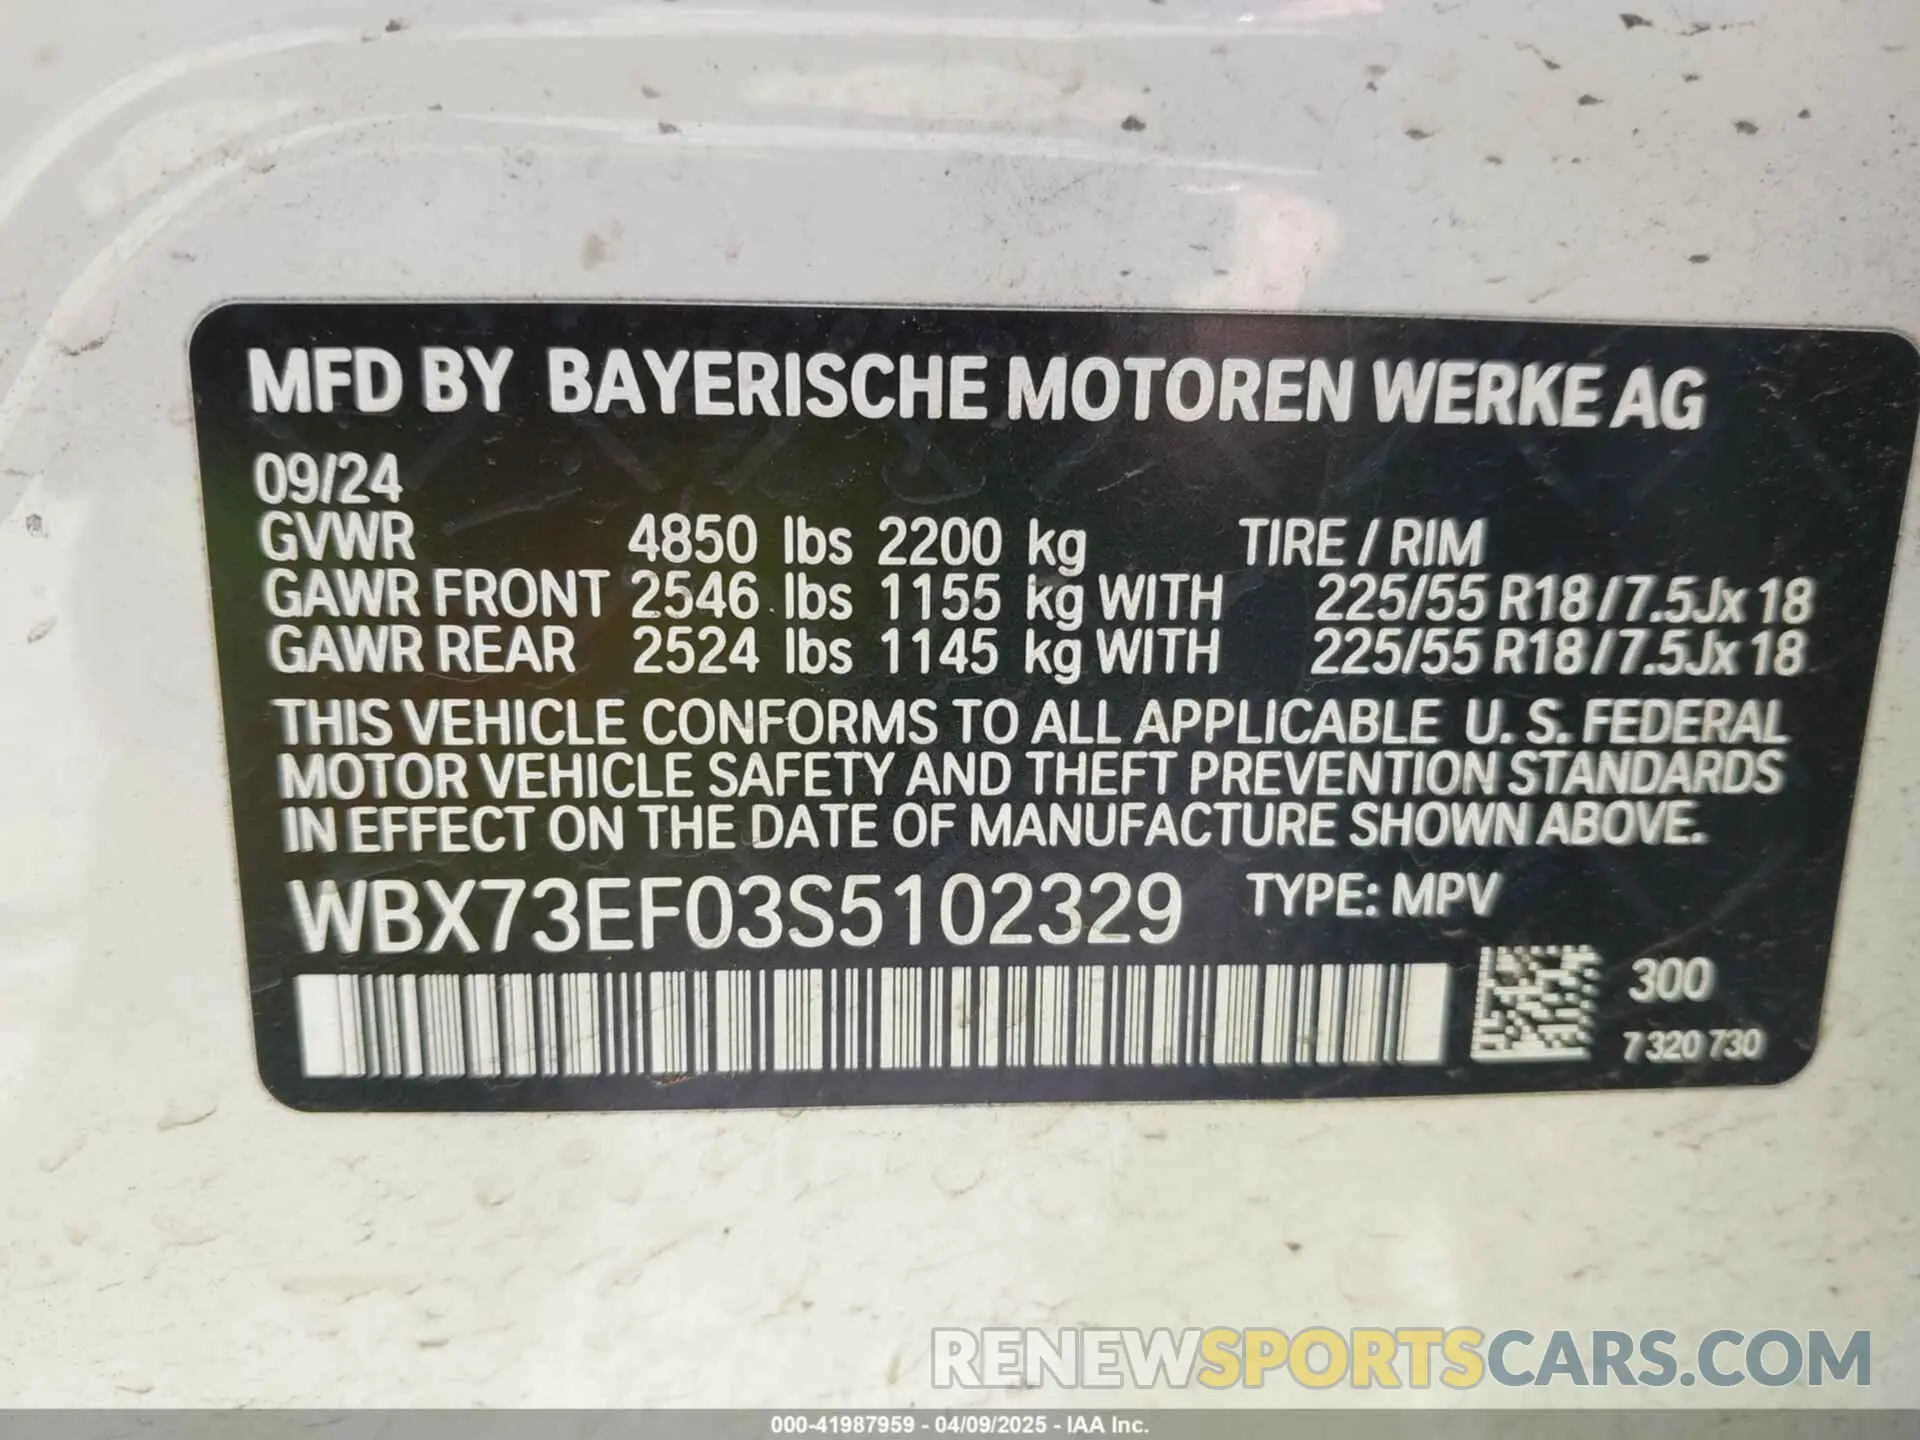 MFD BY BAYERISCHE MOTOREN WERKE AG
09/24
GVWR 4850 lbs 2200 kg TIRE / RIM
GAWR FRONT 2546 lbs 1155 kg WITH 225/55 R18 / 7.5Jx 18
GAWR REAR 2524 lbs 1145 kg WITH 225/55 R18 / 7.5Jx 18
THIS VEHICLE CONFORMS TO ALL APPLICABLE U. S. FEDERAL
MOTOR VEHICLE SAFETY AND THEFT PREVENTION STANDARDS
IN EFFECT ON THE DATE OF MANUFACTURE SHOWN ABOVE.
WBX73EF03S5102329 TYPE: MPV
300
7 320 730
RENEWSPORTSCARS.COM
000-41987959 - 04/09/2025 - IAA Inc.